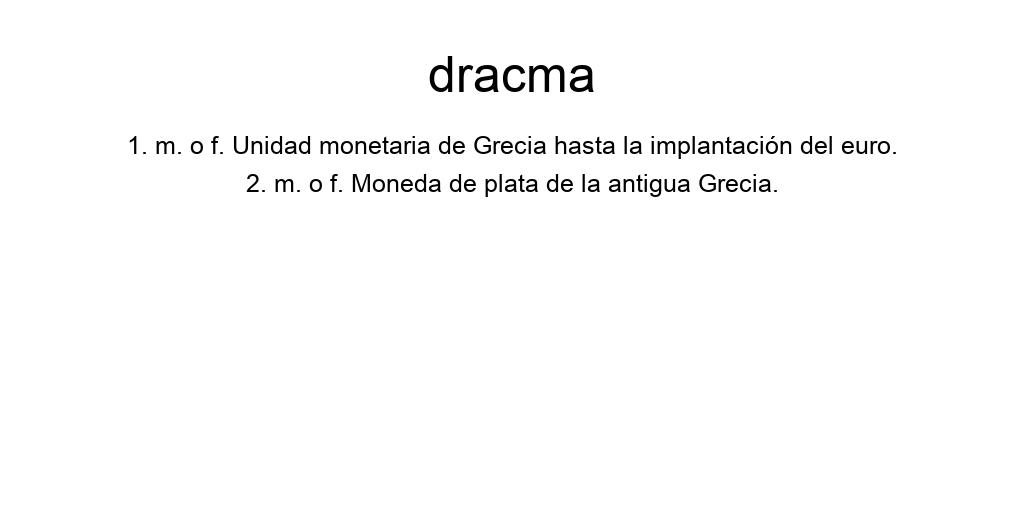 dracma
1. m. o f. Unidad monetaria de Grecia hasta la implantación del euro.
2. m. o f. Moneda de plata de la antigua Grecia.